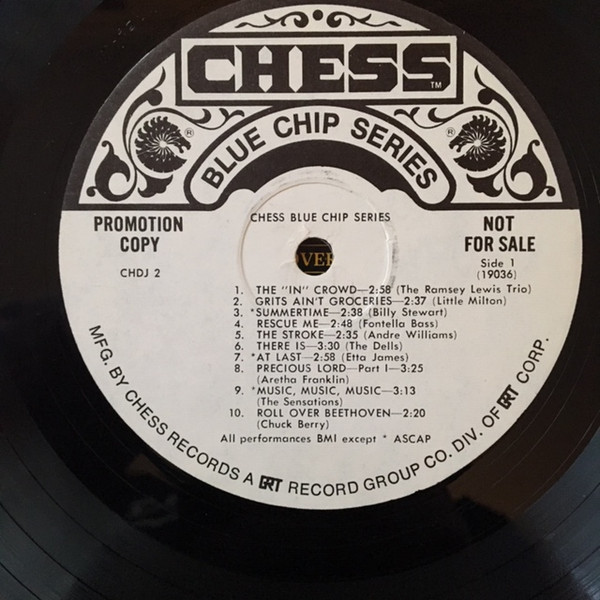 CHESS
TM
BLUE CHIP SERIES
®
®
PROMOTION
COPY
CHDJ 2
CHESS BLUE CHIP SERIES
NOT
FOR SALE
Side 1
(19036)
1. THE "IN" CROWD—2:58 (The Ramsey Lewis Trio)
2. GRITS AIN'T GROCERIES—2:37 (Little Milton)
3. *SUMMERTIME—2:38 (Billy Stewart)
4. RESCUE ME—2:48 (Fontella Bass)
5. THE STROKE—2:35 (Andre Williams)
6. THERE IS—3:30 (The Dells)
7. *AT LAST—2:58 (Etta James)
8. PRECIOUS LORD—Part I—3:25
(Aretha Franklin)
9. *MUSIC, MUSIC, MUSIC—3:13
(The Sensations)
10. ROLL OVER BEETHOVEN—2:20
(Chuck Berry)
All performances BMI except * ASCAP
MFG. BY CHESS RECORDS A GRT RECORD GROUP CO. DIV. OF GRT CORP.